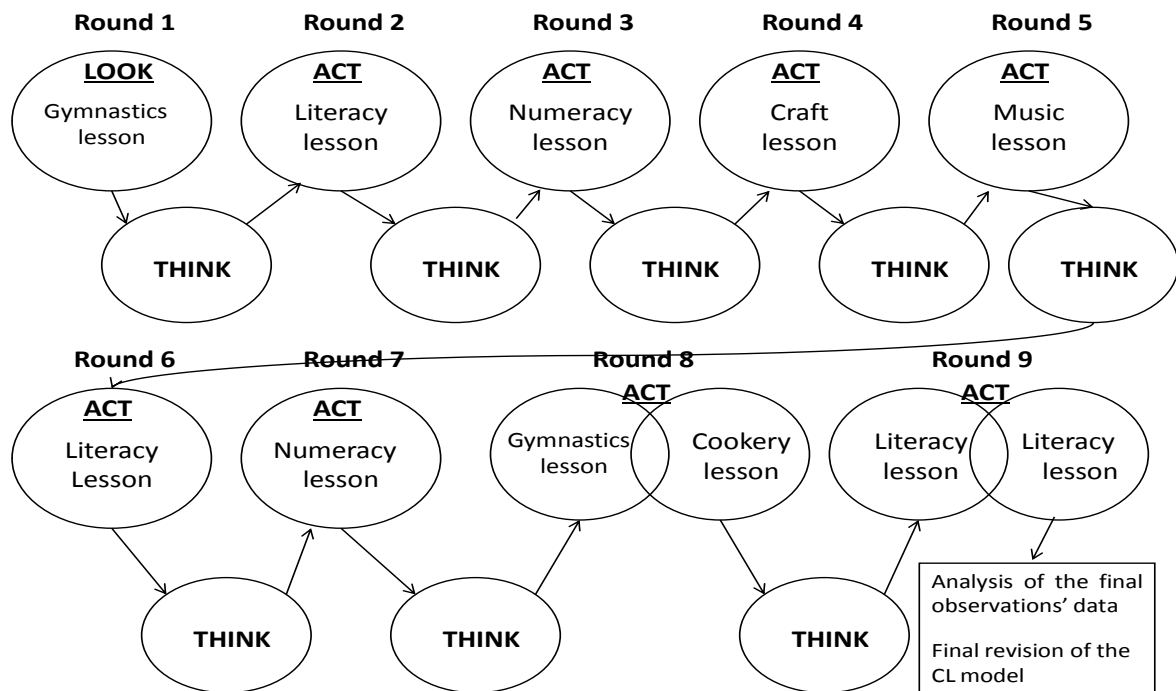 Round 1
Round 2
Round 3
Round 4
Round 5
LOOK
Gymnastics
lesson
ACT
Literacy
lesson
ACT
Numeracy
lesson
ACT
Craft
lesson
ACT
Music
lesson
THINK
THINK
THINK
THINK
THINK
Round 6
Round 7
Round 8
Round 9
ACT
Literacy
Lesson
ACT
Numeracy
lesson
ACT
Gymnastics
lesson
Cookery
lesson
ACT
Literacy
lesson
Literacy
lesson
THINK
THINK
THINK
Analysis of the final
observations’ data
Final revision of the
CL model